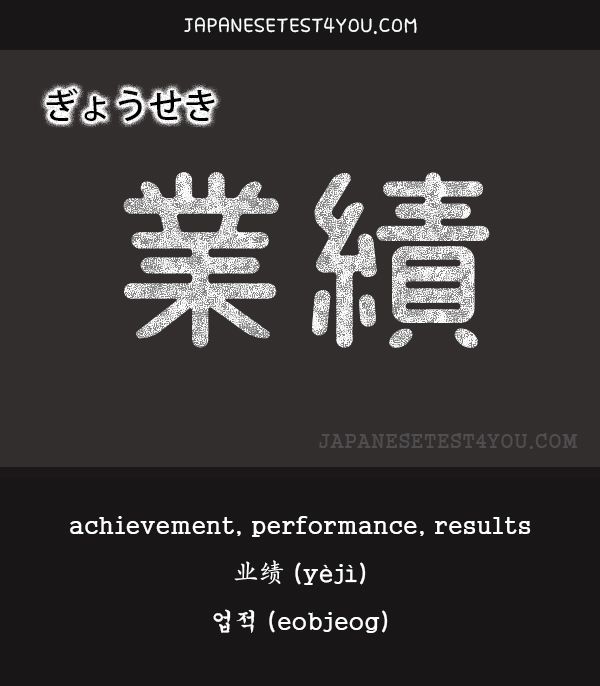 JAPANESETEST4YOU.COM
ぎょうせき
業績
JAPANESETEST4YOU.COM
achievement, performance, results
业绩 (yèjì)
업적 (eobjeog)